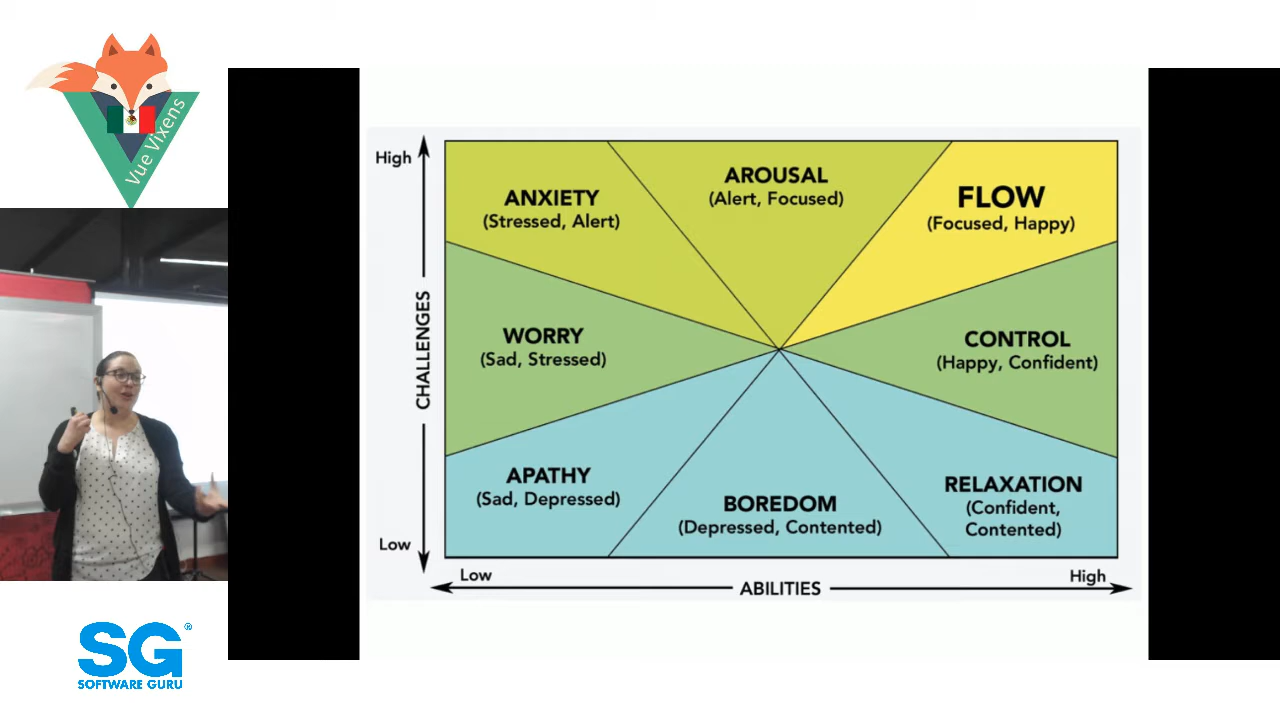 Vue Vixens
SG®
SOFTWARE GURU
High
ANXIETY
(Stressed, Alert)
AROUSAL
(Alert, Focused)
FLOW
(Focused, Happy)
CHALLENGES
WORRY
(Sad, Stressed)
CONTROL
(Happy, Confident)
APATHY
(Sad, Depressed)
BOREDOM
(Depressed, Contented)
RELAXATION
(Confident,
Contented)
Low
Low
ABILITIES
High